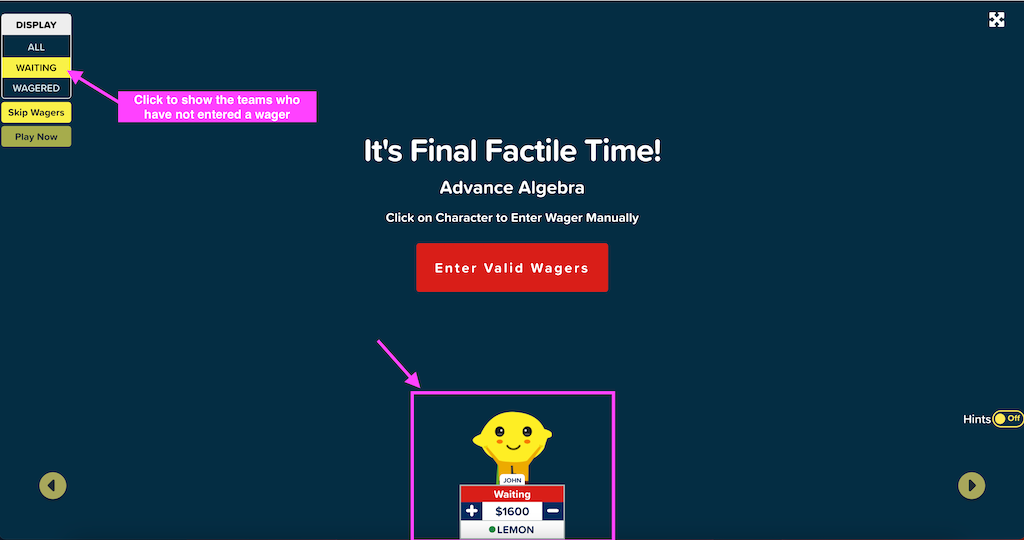 DISPLAY
ALL
WAITING
WAGERED
Skip Wagers
Play Now
Click to show the teams who
have not entered a wager
It's Final Factile Time!
Advance Algebra
Click on Character to Enter Wager Manually
Enter Valid Wagers
Hints Off
JOHN
Waiting
+ $1600 −
LEMON